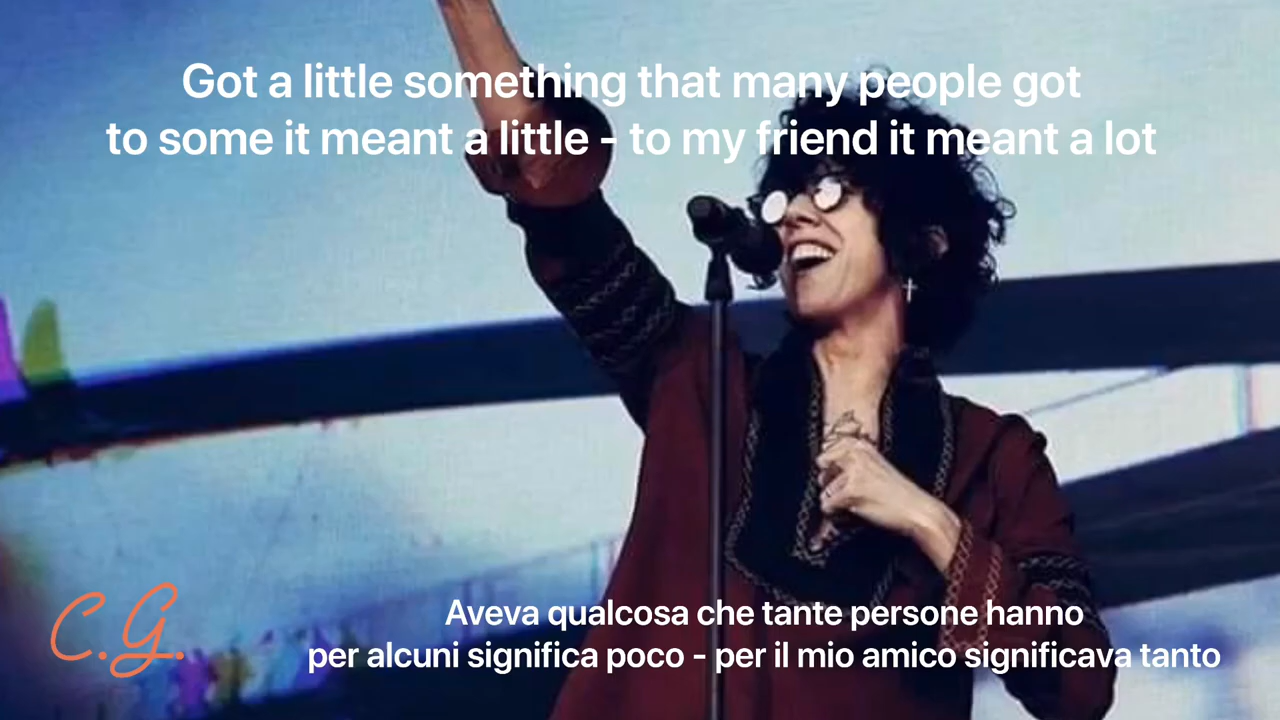 Got a little something that many people got
to some it meant a little - to my friend it meant a lot
C.G.
Aveva qualcosa che tante persone hanno
per alcuni significa poco - per il mio amico significava tanto